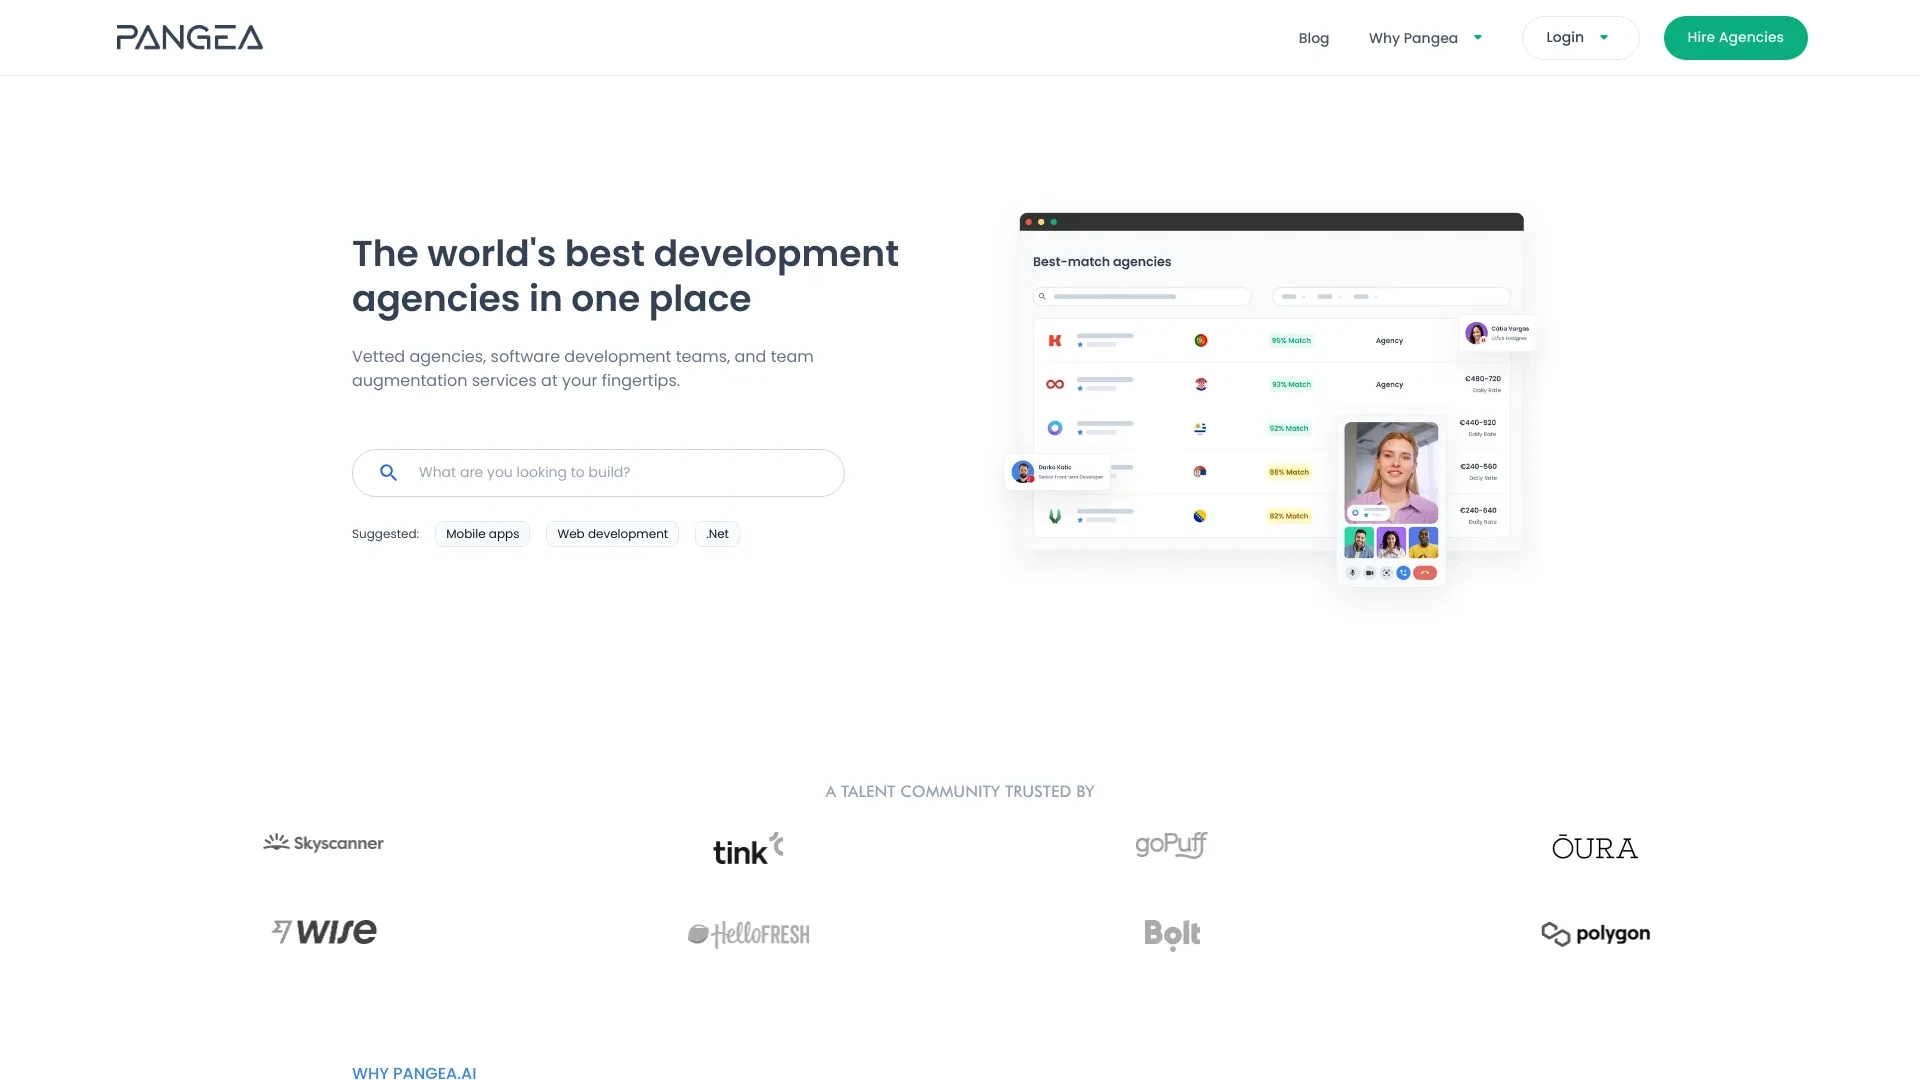 PANGEA
Blog
Why Pangea
Login
Hire Agencies
The world's best development
agencies in one place
Vetted agencies, software development teams, and team
augmentation services at your fingertips.
What are you looking to build?
Suggested:
Mobile apps
Web development
.Net
Best-match agencies
95% Match
Agency
Cátia Vargas
UI/UX Designer
93% Match
Agency
€480-720
Daily Rate
92% Match
€440-920
Daily Rate
Darko Katic
Senior Front-end Developer
88% Match
€240-560
Daily Rate
82% Match
€240-640
Daily Rate
A TALENT COMMUNITY TRUSTED BY
Skyscanner
tink
goPuff
ŌURA
WISE
HelloFRESH
Bolt
polygon
WHY PANGEA.AI